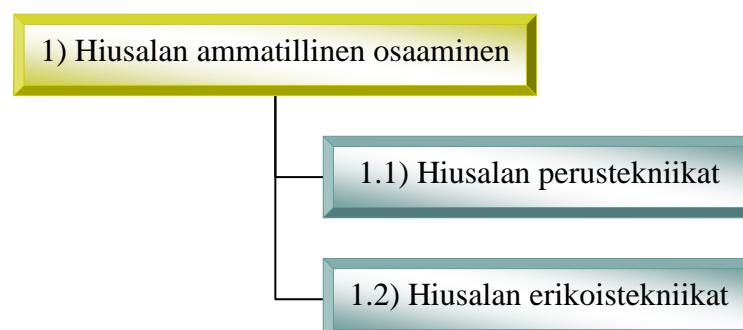 1) Hiusalan ammatillinen osaaminen
1.1) Hiusalan perustekniikat
1.2) Hiusalan erikoistekniikat